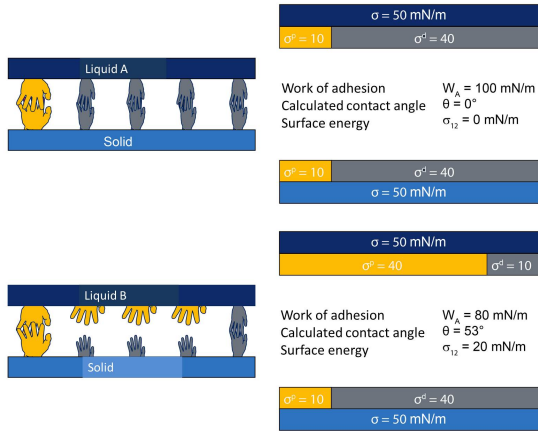 σ = 50 mN/m
σᵖ = 10 σᵈ = 40
Liquid A
Solid
Work of adhesion W_A = 100 mN/m
Calculated contact angle θ = 0°
Surface energy σ₁₂ = 0 mN/m
σᵖ = 10 σᵈ = 40
σ = 50 mN/m
σ = 50 mN/m
σᵖ = 40 σᵈ = 10
Liquid B
Solid
Work of adhesion W_A = 80 mN/m
Calculated contact angle θ = 53°
Surface energy σ₁₂ = 20 mN/m
σᵖ = 10 σᵈ = 40
σ = 50 mN/m